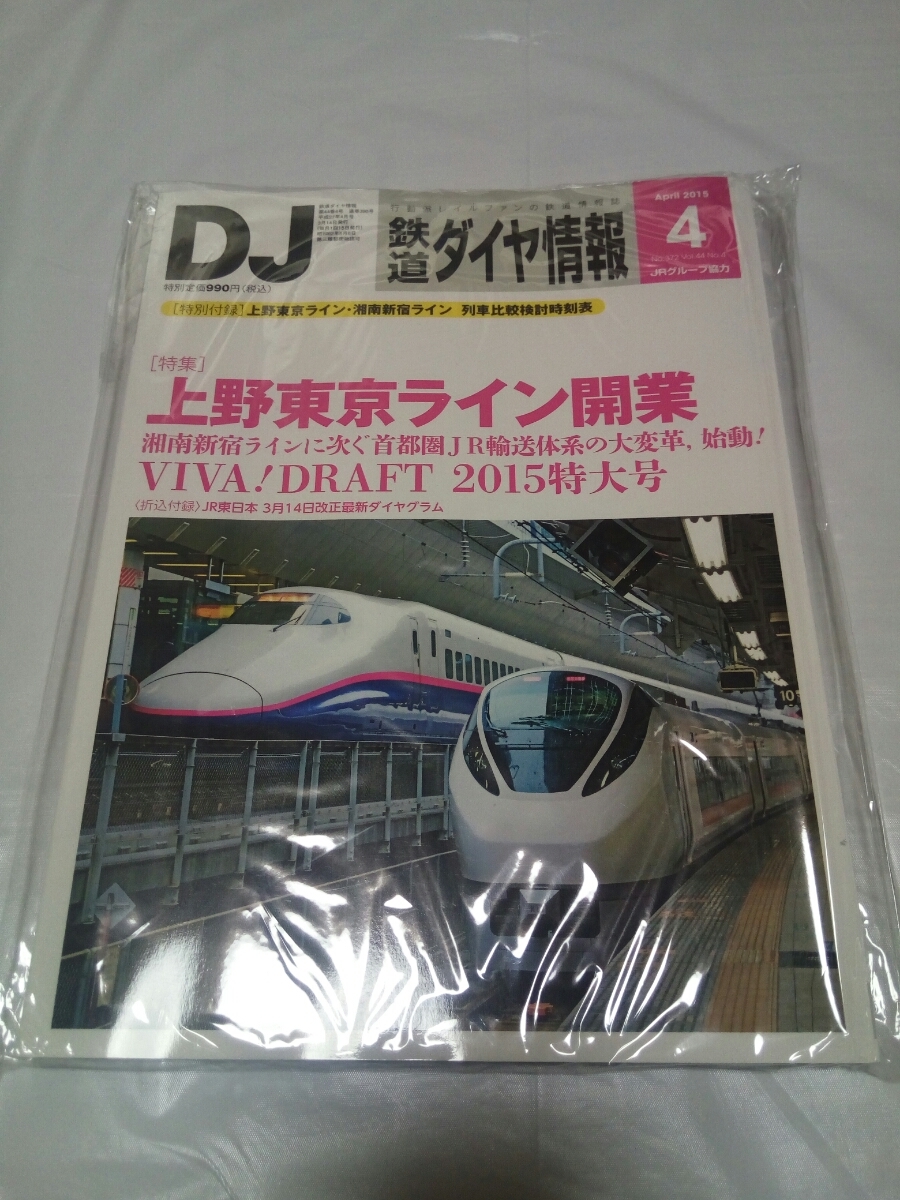 DJ
鉄道ダイヤ情報
April 2015
4
No.372 Vol.44 No.4
JRグループ協力
特別定価990円(税込)
[特別付録]上野東京ライン・湘南新宿ライン 列車比較検討時刻表
[特集]
上野東京ライン開業
湘南新宿ラインに次ぐ首都圏JR輸送体系の大変革,始動!
VIVA!DRAFT 2015特大号
〈折込付録〉JR東日本 3月14日改正最新ダイヤグラム